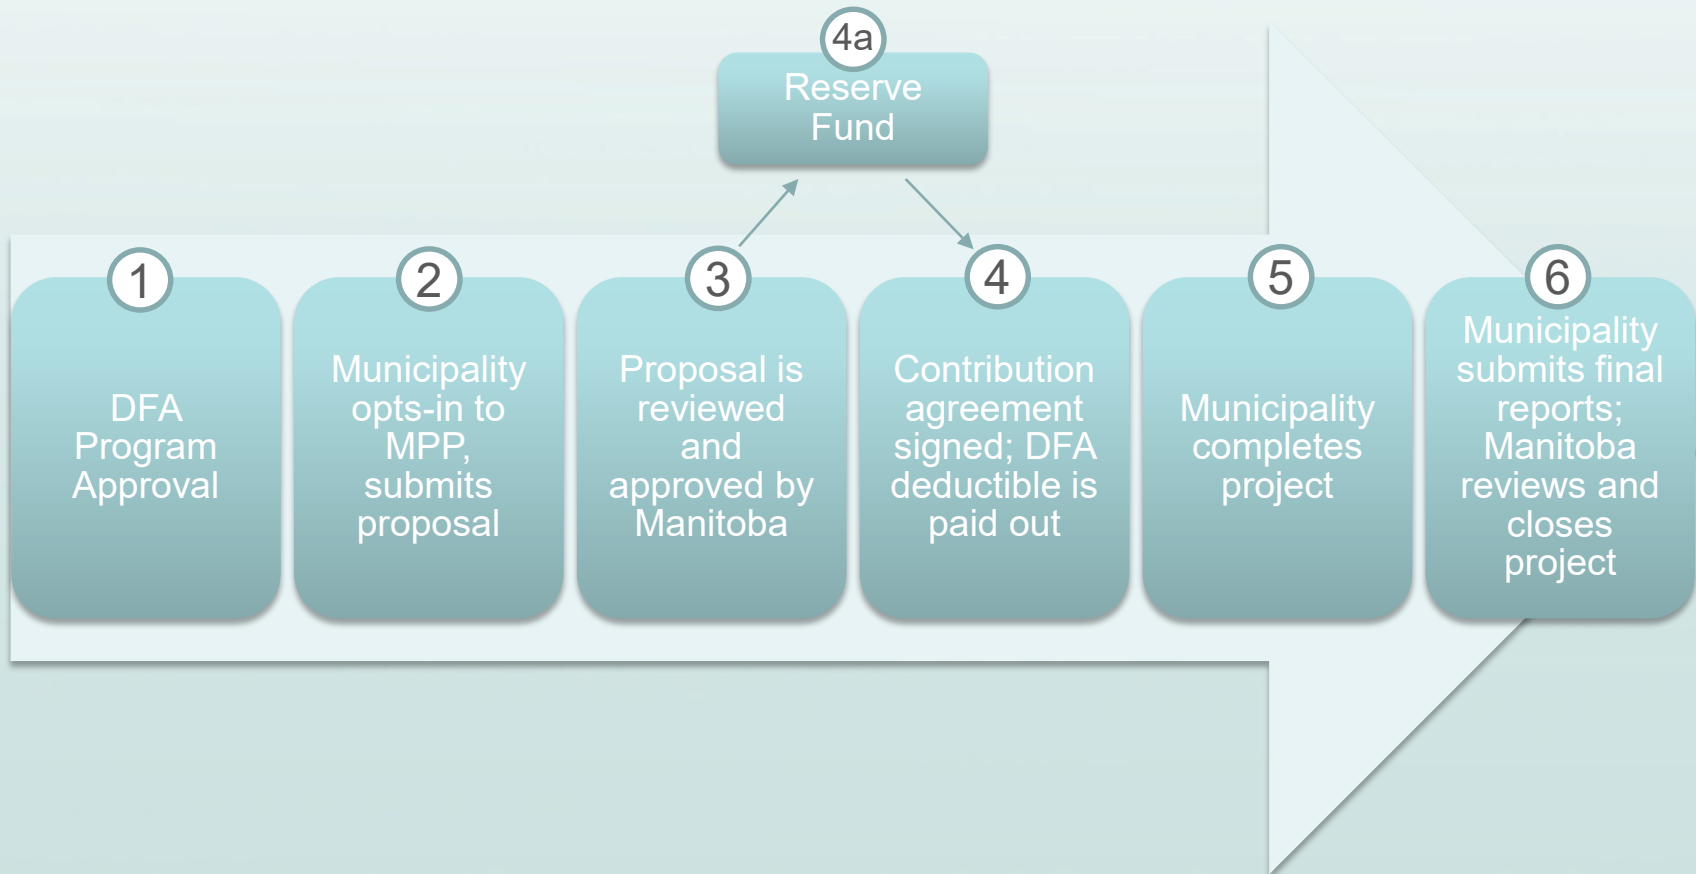 4a
Reserve
Fund
1
DFA
Program
Approval
2
Municipality
opts-in to
MPP,
submits
proposal
3
Proposal is
reviewed
and
approved by
Manitoba
4
Contribution
agreement
signed; DFA
deductible is
paid out
5
Municipality
completes
project
6
Municipality
submits final
reports;
Manitoba
reviews and
closes
project